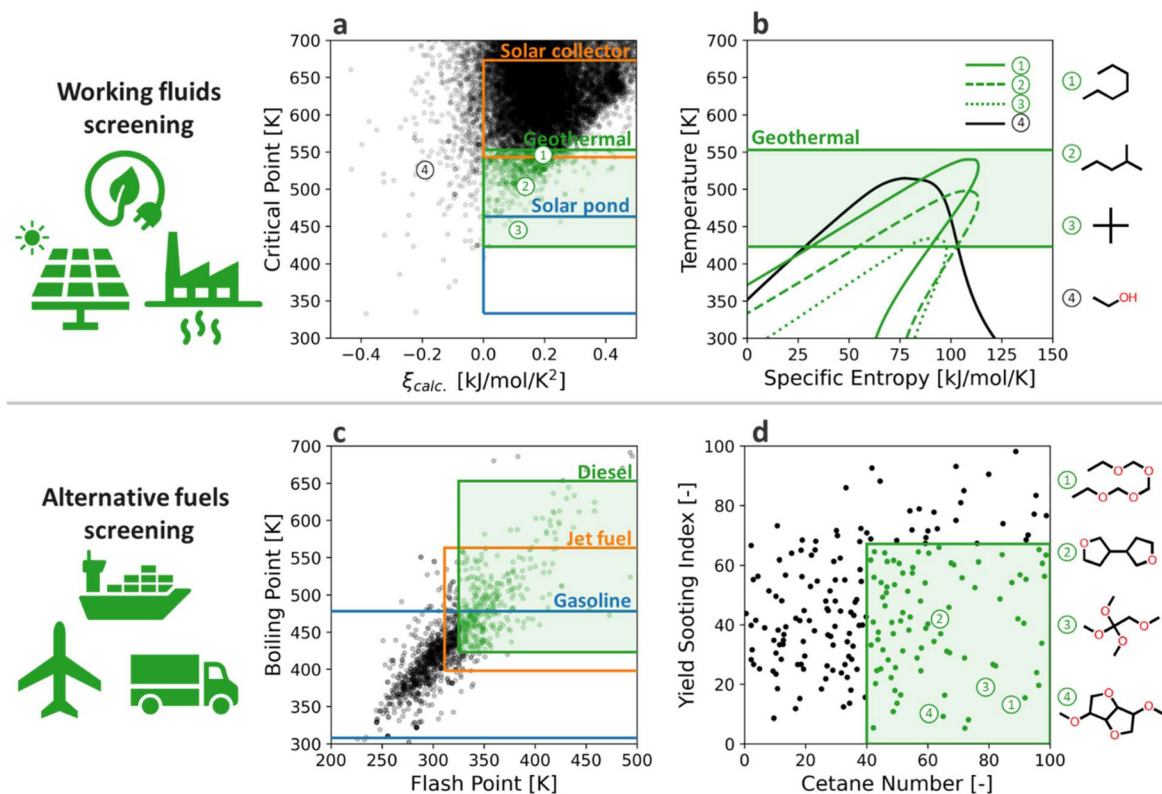 Working fluids
screening
a
Critical Point [K]
700
650
600
550
500
450
400
350
300
−0.4
−0.2
0.0
0.2
0.4
ξcalc. [kJ/mol/K²]
Solar collector
Geothermal
Solar pond
1
2
3
4
b
Temperature [K]
700
650
600
550
500
450
400
350
300
0
25
50
75
100
125
150
Specific Entropy [kJ/mol/K]
Geothermal
1
2
3
4
1
2
3
4
OH
Alternative fuels
screening
c
Boiling Point [K]
700
650
600
550
500
450
400
350
300
200
250
300
350
400
450
500
Flash Point [K]
Diesel
Jet fuel
Gasoline
d
Yield Sooting Index [-]
100
80
60
40
20
0
0
20
40
60
80
100
Cetane Number [-]
2
3
1
4
1
O
O
O
O
2
O
O
3
O
O
O
O
4
O
O
O
O